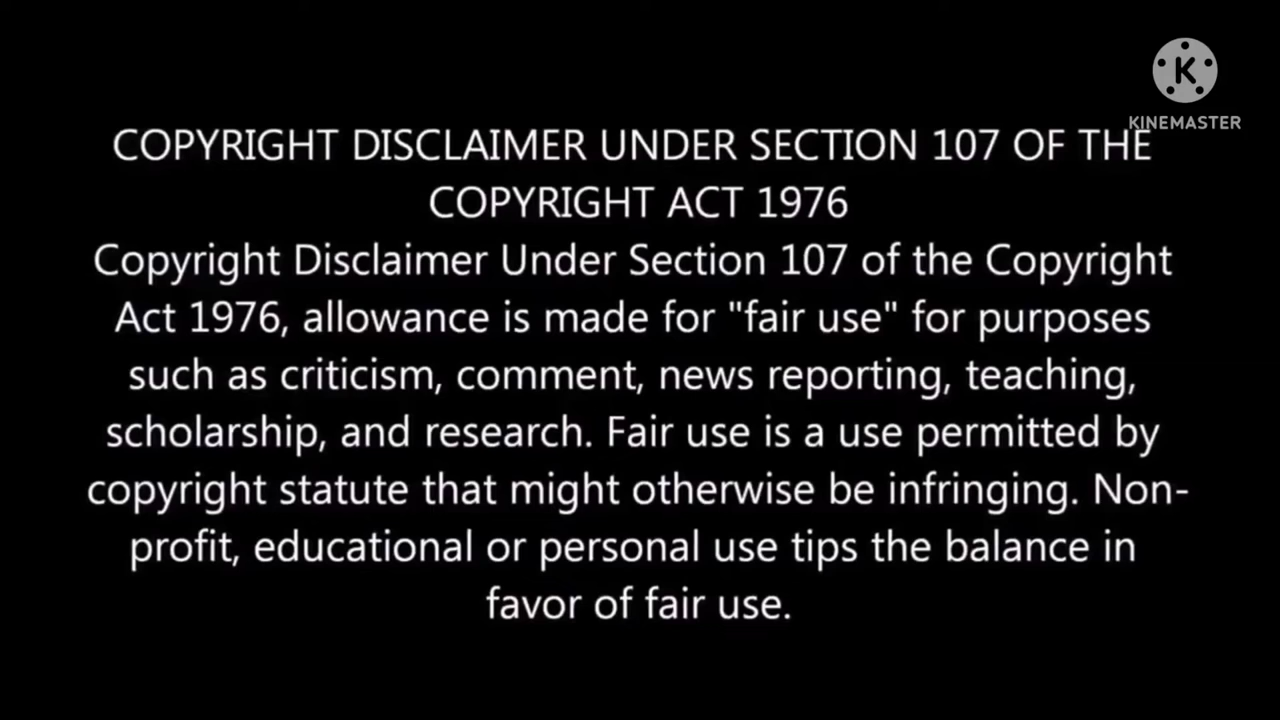 K
KINEMASTER
COPYRIGHT DISCLAIMER UNDER SECTION 107 OF THE
COPYRIGHT ACT 1976
Copyright Disclaimer Under Section 107 of the Copyright
Act 1976, allowance is made for "fair use" for purposes
such as criticism, comment, news reporting, teaching,
scholarship, and research. Fair use is a use permitted by
copyright statute that might otherwise be infringing. Non-
profit, educational or personal use tips the balance in
favor of fair use.